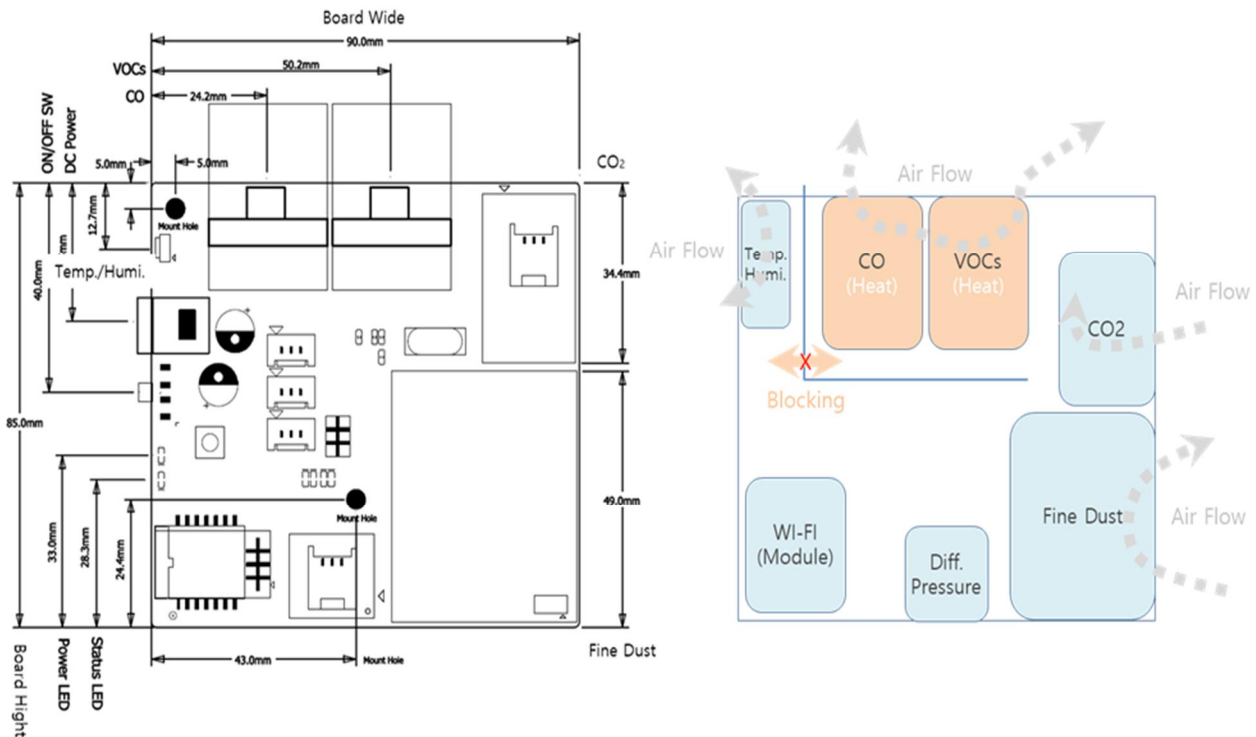 Board Wide
90.0mm
VOCs
50.2mm
CO
24.2mm
ON/OFF SW
DC Power
5.0mm
5.0mm
CO₂
Mount Hole
12.7mm
mm
Temp./Humi.
40.0mm
34.4mm
85.0mm
49.0mm
Mount Hole
33.0mm
28.3mm
24.4mm
43.0mm
Mount Hole
Fine Dust
Board Hight
Power LED
Status LED
Air Flow
Air Flow
Temp.
Humi.
CO
(Heat)
VOCs
(Heat)
Air Flow
CO2
X
Blocking
WI-FI
(Module)
Diff.
Pressure
Fine Dust
Air Flow